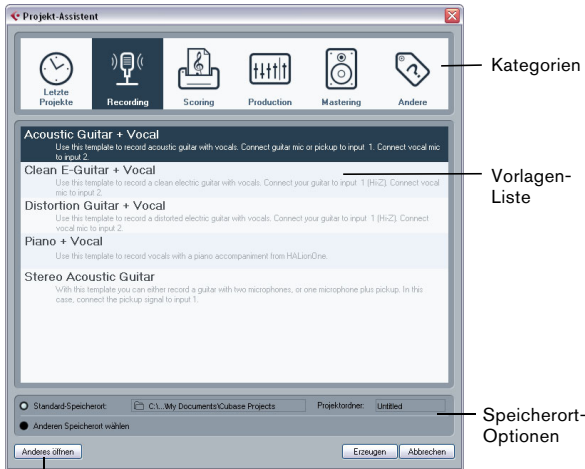 Projekt-Assistent
Letzte
Projekte
Recording
Scoring
Production
Mastering
Andere
Kategorien
Acoustic Guitar + Vocal
Use this template to record acoustic guitar with vocals. Connect guitar mic or pickup to input 1. Connect vocal mic
to input 2.
Clean E-Guitar + Vocal
Use this template to record a clean electric guitar with vocals. Connect your guitar to input 1 (Hi-Z). Connect vocal
mic to input 2.
Vorlagen-
Liste
Distortion Guitar + Vocal
Use this template to record a distorted electric guitar with vocals. Connect your guitar to input 1 (Hi-Z). Connect
vocal mic to input 2.
Piano + Vocal
Use this template to record vocals with a piano accompaniment from HALionOne.
Stereo Acoustic Guitar
With this template you can either record a guitar with two microphones, or one microphone plus pickup. In this
case, connect the pickup signal to input 1.
Standard-Speicherort: C:\...\My Documents\Cubase Projects Projektordner: Untitled
Anderen Speicherort wählen
Speicherort-
Optionen
Anderes öffnen Erzeugen Abbrechen